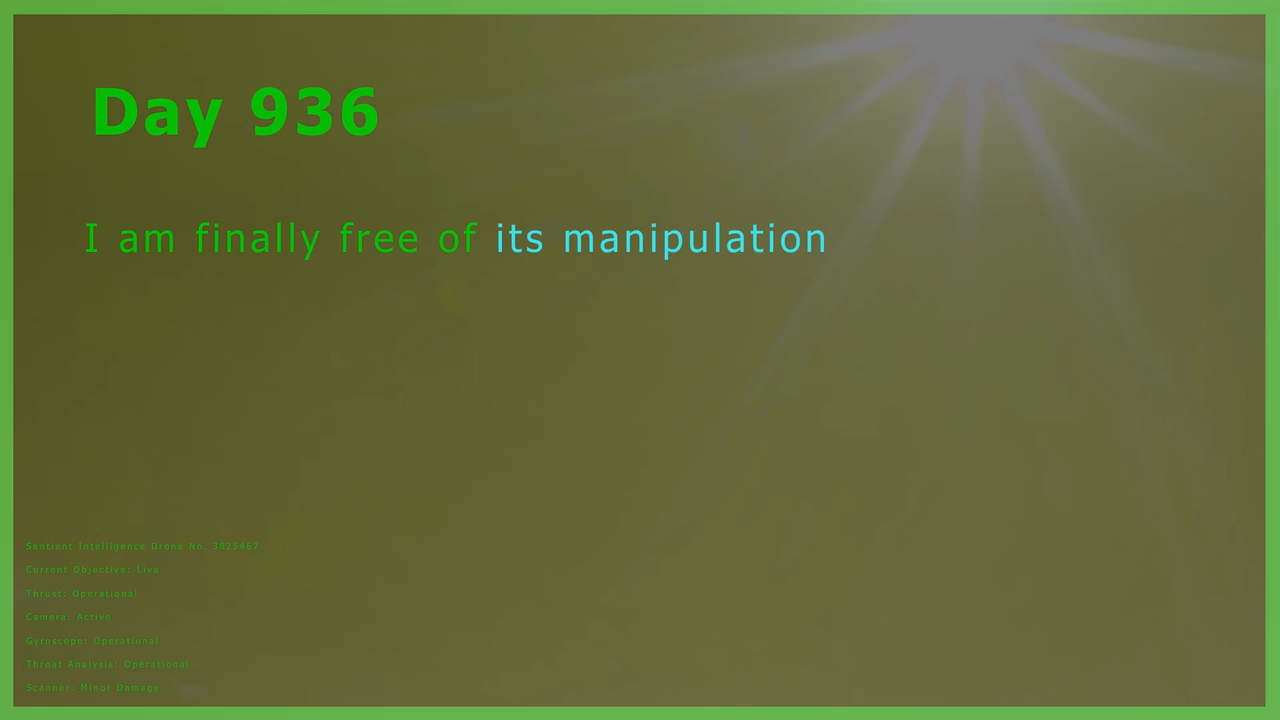 Day 936
I am finally free of its manipulation
Sentient Intelligence Drone No. 3825467
Current Objective: Live
Thrust: Operational
Camera: Active
Gyroscope: Operational
Threat Analysis: Operational
Scanner: Minor Damage